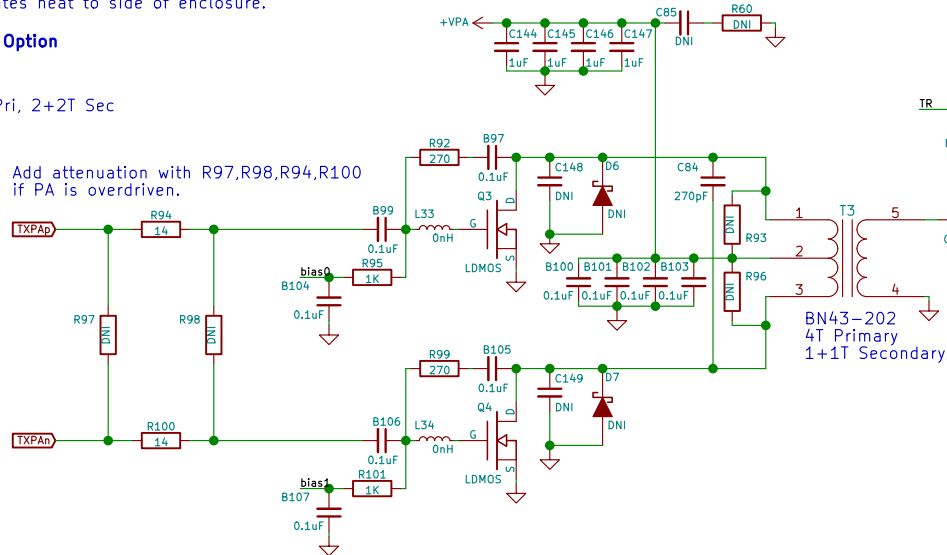 ates heat to side of enclosure.
Option
Pri, 2+2T Sec
Add attenuation with R97,R98,R94,R100
if PA is overdriven.
+VPA
C144
1uF
C145
1uF
C146
1uF
C147
1uF
C85
DNI
R60
DNI
TR
R92
270
B97
0.1uF
C148
DNI
D6
DNI
C84
270pF
Q3
D
G
S
LDMOS
TXPAp
R94
14
B99
0.1uF
L33
0nH
R95
1K
bias0
B104
0.1uF
B100
0.1uF
B101
0.1uF
B102
0.1uF
B103
0.1uF
DNI
R93
DNI
R96
1
2
3
T3
5
4
BN43-202
4T Primary
1+1T Secondary
R97
DNI
R98
DNI
R99
270
B105
0.1uF
C149
DNI
D7
DNI
Q4
D
G
S
LDMOS
TXPAn
R100
14
B106
0.1uF
L34
0nH
R101
1K
bias1
B107
0.1uF